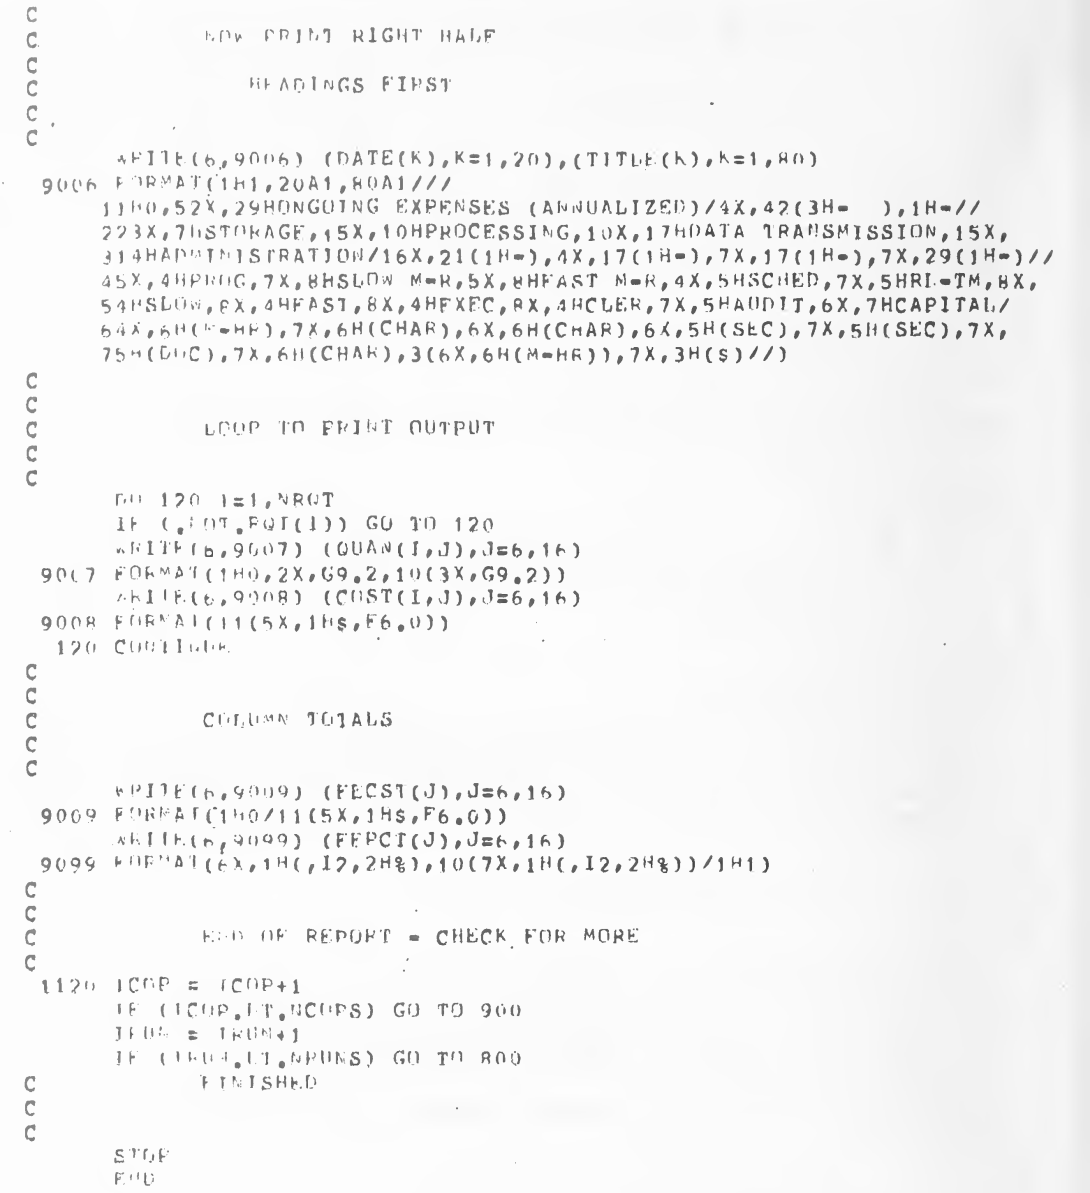 C
C NOW PRINT RIGHT HALF
C
C HEADINGS FIRST
C
C
WRITE(6,9006) (DATE(K),K=1,20),(TITLE(K),K=1,80)
9006 FORMAT(1H1,20A1,80A1///
11H0,52X,29HONGOING EXPENSES (ANNUALIZED)/4X,42(3H-  ),1H-//
223X,7HSTORAGE,15X,10HPROCESSING,10X,17HDATA TRANSMISSION,15X,
314HADMINISTRATION/16X,21(1H-),4X,17(1H-),7X,17(1H-),7X,29(1H-)//
45X,4HPROG,7X,8HSLOW M-R,5X,8HFAST M-R,4X,5HSCHED,7X,5HRL-TM,8X,
54HSLOW,8X,4HFAST,8X,4HEXEC,8X,4HCLER,7X,5HAUDIT,6X,7HCAPITAL/
64X,6H(M-HR),7X,6H(CHAR),6X,6H(CHAR),6X,5H(SEC),7X,5H(SEC),7X,
75H(DOC),7X,6H(CHAR),3(6X,6H(M-HR)),7X,3H($)//)
C
C
C LOOP TO PRINT OUTPUT
C
C
DO 120 I=1,NRQT
IF (.NOT.RQT(I)) GO TO 120
WRITE(6,9007) (QUAN(I,J),J=6,16)
9007 FORMAT(1H0,2X,G9.2,10(3X,G9.2))
WRITE(6,9008) (COST(I,J),J=6,16)
9008 FORMAT(11(5X,1H$,F6.0))
120 CONTINUE
C
C
C COLUMN TOTALS
C
C
WRITE(6,9009) (FECST(J),J=6,16)
9009 FORMAT(1H0/11(5X,1H$,F6.0))
WRITE(6,9099) (FEPCT(J),J=6,16)
9099 FORMAT(6X,1H(,I2,2H%),10(7X,1H(,I2,2H%))/1H1)
C
C
C END OF REPORT - CHECK FOR MORE
C
1120 ICOP = ICOP+1
IF (ICOP.LT.NCOPS) GO TO 900
IRUN = IRUN+1
IF (IRUN.LT.NRUNS) GO TO 800
C FINISHED
C
C
STOP
END